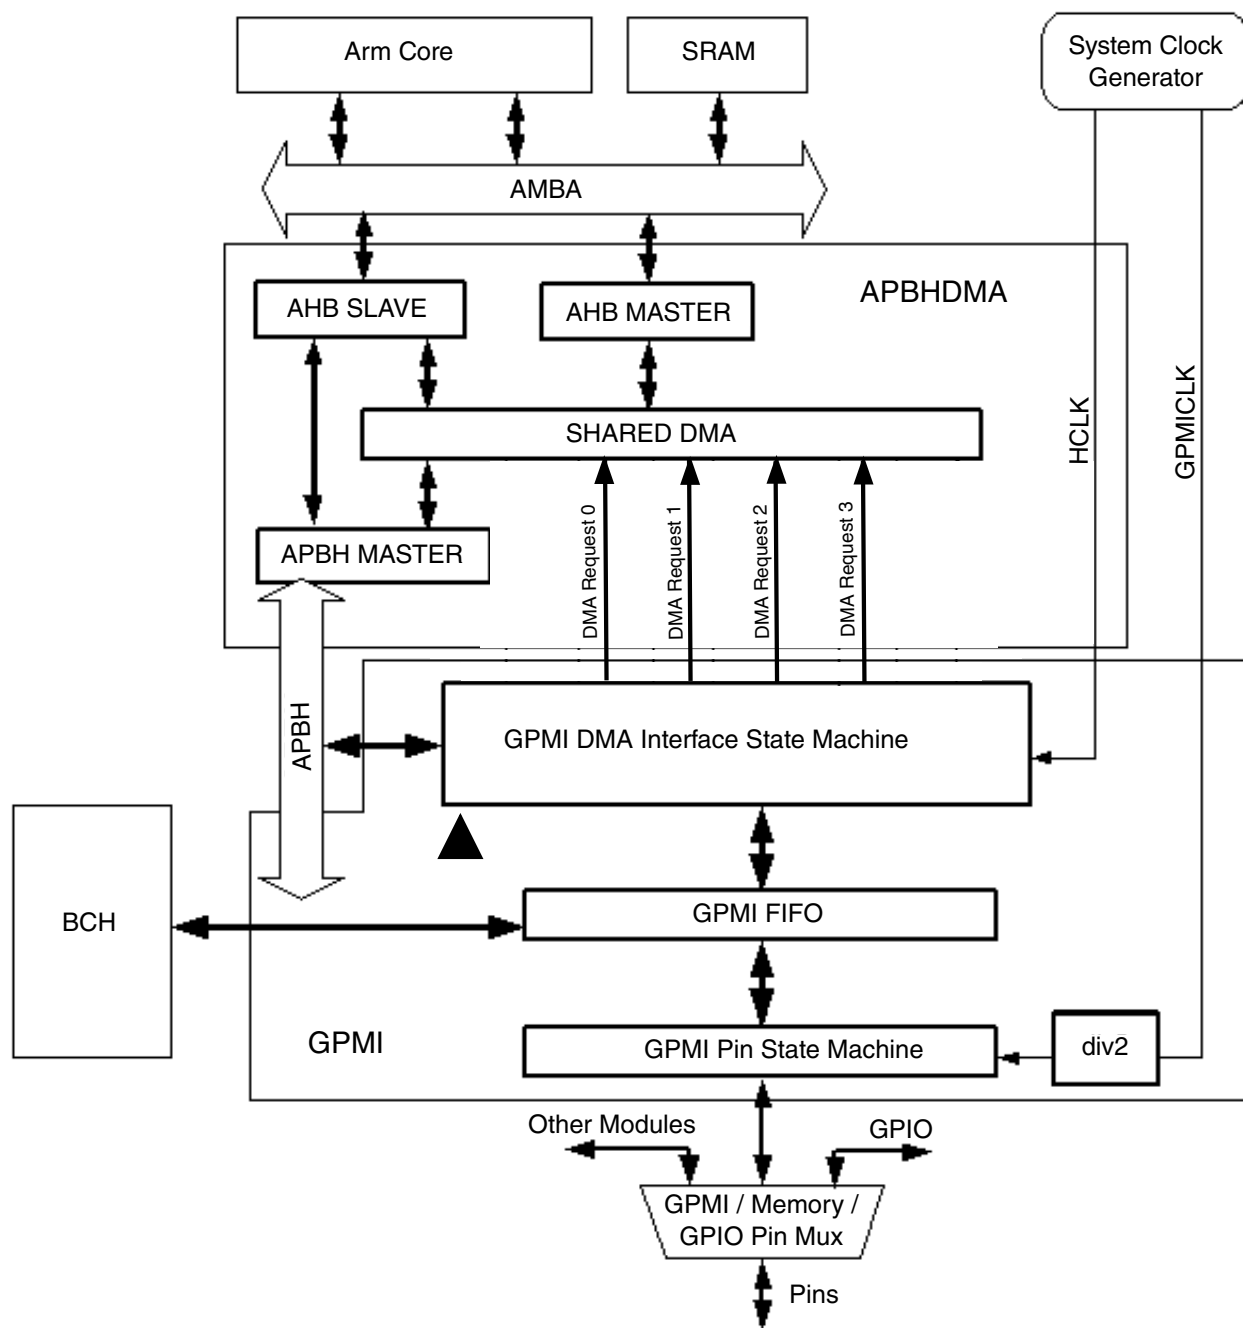 Arm Core
SRAM
System Clock
Generator
AMBA
AHB SLAVE
AHB MASTER
APBHDMA
HCLK
GPMICLK
SHARED DMA
DMA Request 0
DMA Request 1
DMA Request 2
DMA Request 3
APBH MASTER
APBH
GPMI DMA Interface State Machine
BCH
GPMI FIFO
GPMI
GPMI Pin State Machine
div2
Other Modules
GPIO
GPMI / Memory /
GPIO Pin Mux
Pins